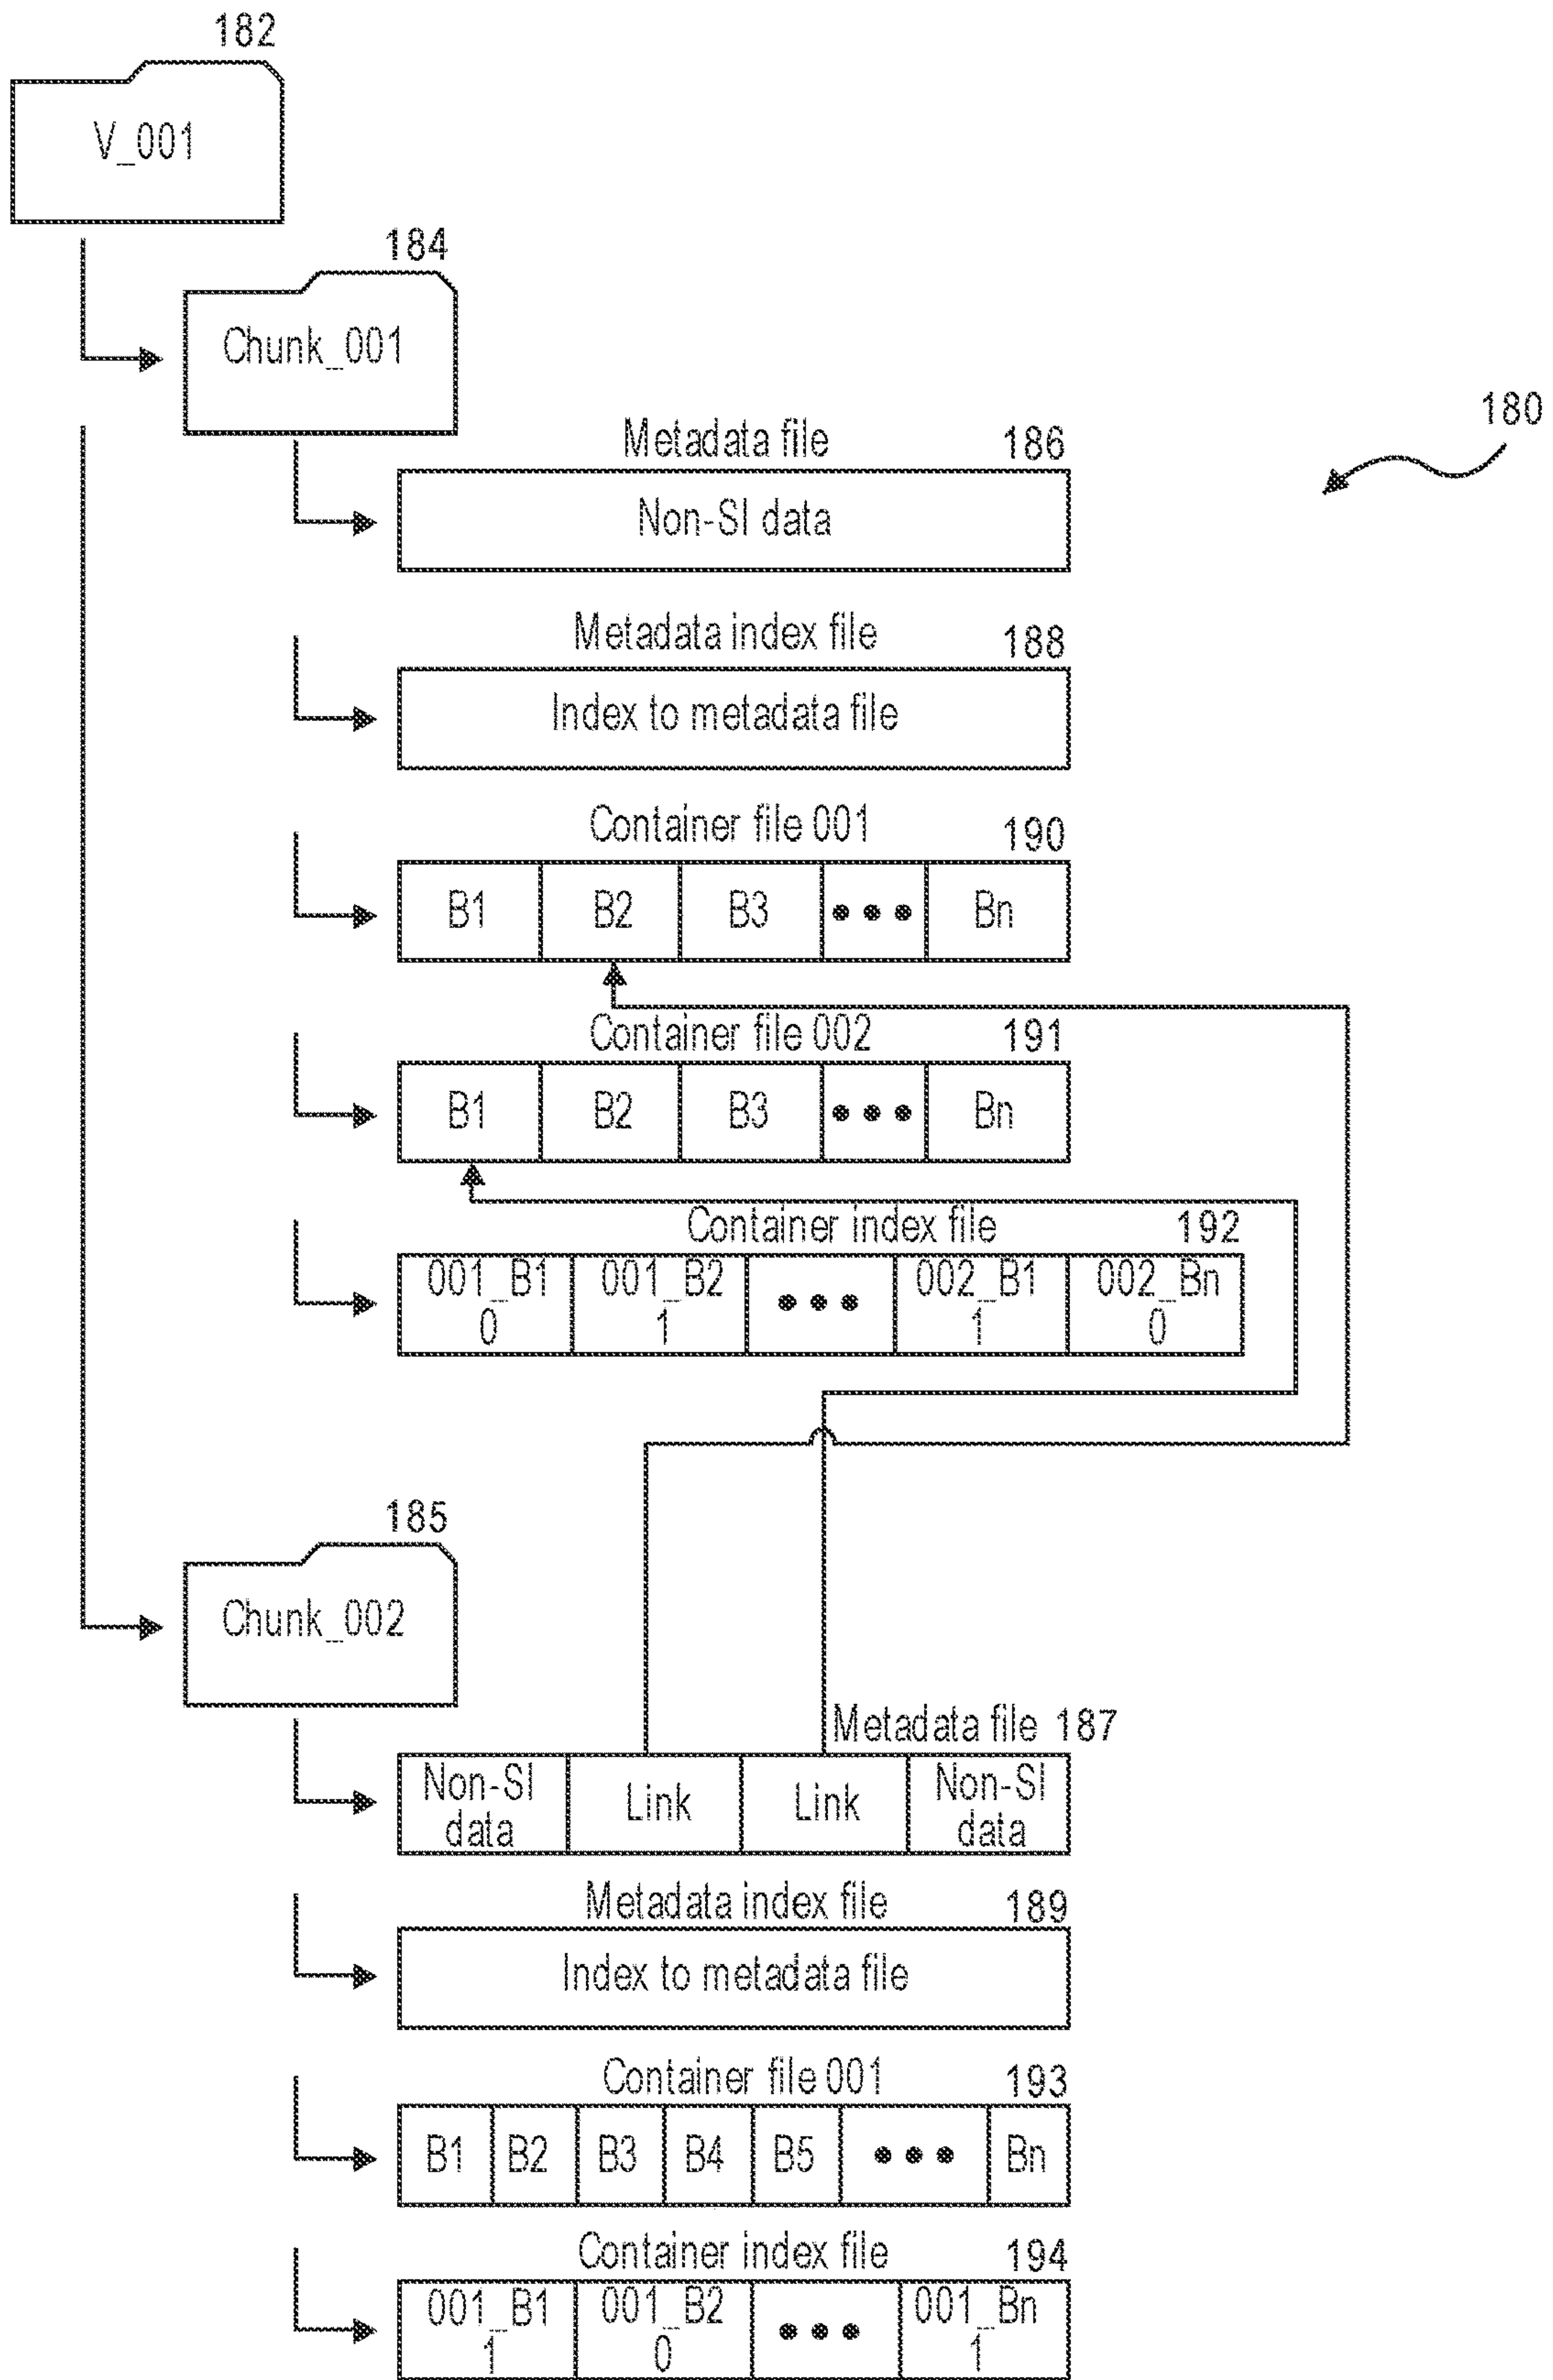 182
V_001
184
Chunk_001
180
Metadata file 186
Non-SI data
Metadata index file 188
Index to metadata file
Container file 001 190
B1 B2 B3 ••• Bn
Container file 002 191
B1 B2 B3 ••• Bn
Container index file 192
001_B1 001_B2 ••• 002_B1 002_Bn
0 1 1 0
185
Chunk_002
Metadata file 187
Non-SI Link Link Non-SI
data data
Metadata index file 189
Index to metadata file
Container file 001 193
B1 B2 B3 B4 B5 ••• Bn
Container index file 194
001_B1 001_B2 ••• 001_Bn
1 0 1